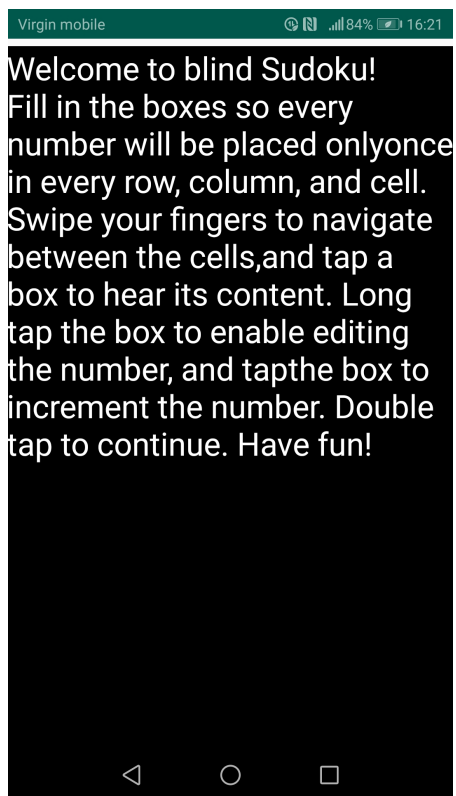 Virgin mobile 84% 16:21
Welcome to blind Sudoku!
Fill in the boxes so every
number will be placed onlyonce
in every row, column, and cell.
Swipe your fingers to navigate
between the cells,and tap a
box to hear its content. Long
tap the box to enable editing
the number, and tapthe box to
increment the number. Double
tap to continue. Have fun!